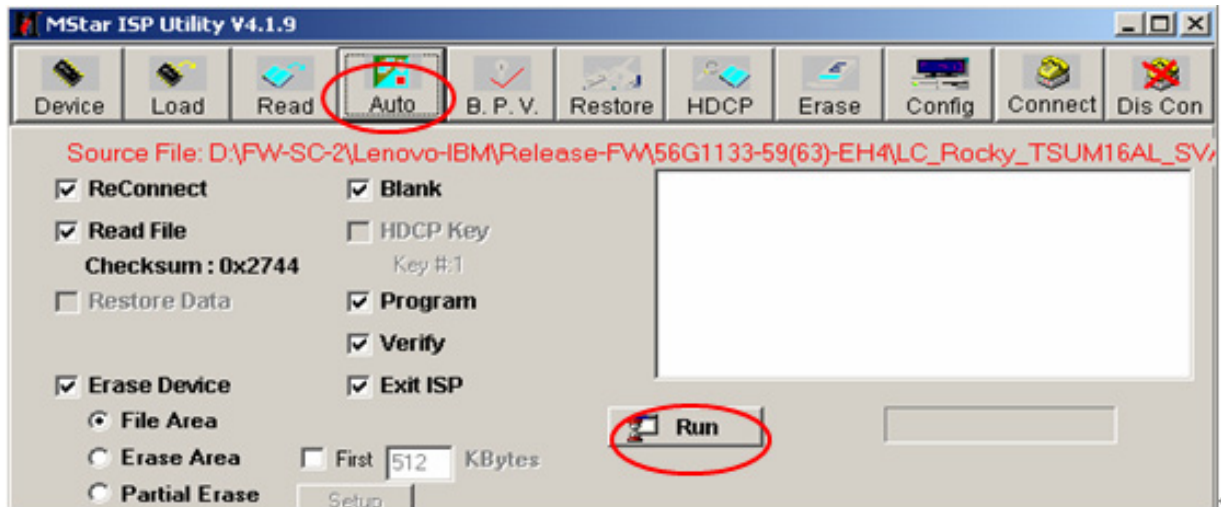 MStar ISP Utility V4.1.9
Device Load Read Auto B. P. V. Restore HDCP Erase Config Connect Dis Con
Source File: D:\FW-SC-2\Lenovo-IBM\Release-FW\56G1133-59(63)-EH4\LC_Rocky_TSUM16AL_SV
ReConnect Blank
Read File HDCP Key
Checksum : 0x2744 Key #:1
Restore Data Program
Verify
Erase Device Exit ISP
File Area Run
Erase Area First 512 KBytes
Partial Erase Setup